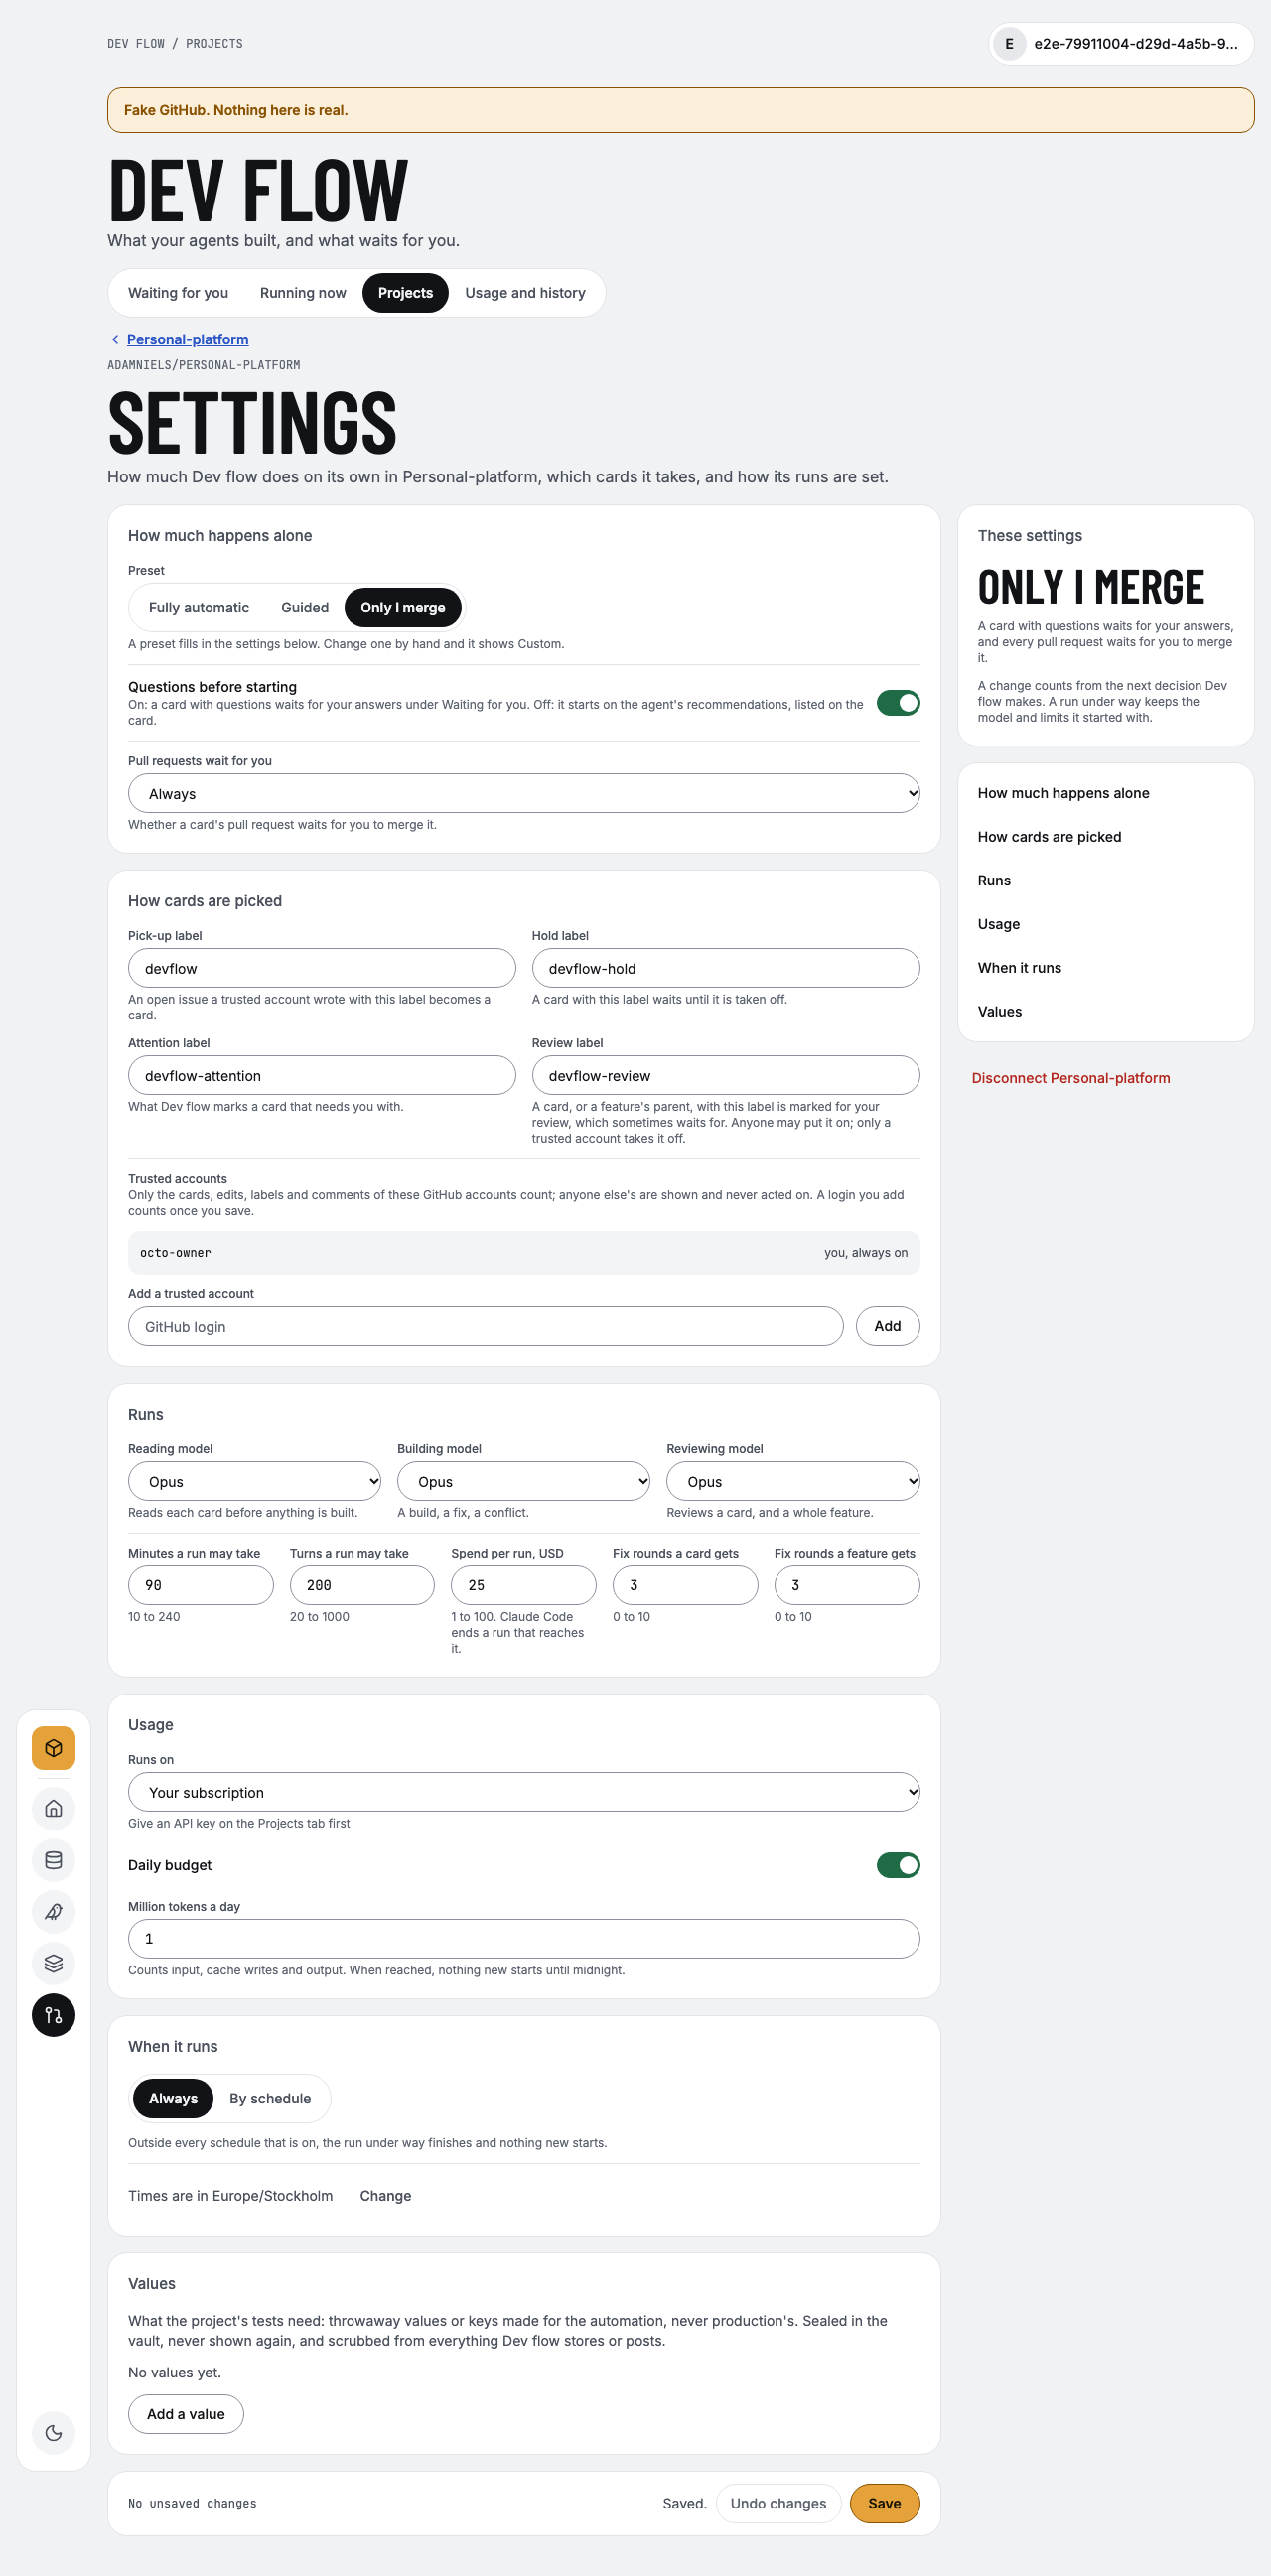 DEV FLOW / PROJECTS
E
e2e-79911004-d29d-4a5b-9...
Fake GitHub. Nothing here is real.
DEV FLOW
What your agents built, and what waits for you.
Waiting for you
Running now
Projects
Usage and history
Personal-platform
ADAMNIELS/PERSONAL-PLATFORM
SETTINGS
How much Dev flow does on its own in Personal-platform, which cards it takes, and how its runs are set.
How much happens alone
Preset
Fully automatic
Guided
Only I merge
A preset fills in the settings below. Change one by hand and it shows Custom.
Questions before starting
On: a card with questions waits for your answers under Waiting for you. Off: it starts on the agent's recommendations, listed on the
card.
Pull requests wait for you
Always
Whether a card's pull request waits for you to merge it.
How cards are picked
Pick-up label
devflow
An open issue a trusted account wrote with this label becomes a
card.
Hold label
devflow-hold
A card with this label waits until it is taken off.
Attention label
devflow-attention
What Dev flow marks a card that needs you with.
Review label
devflow-review
A card, or a feature's parent, with this label is marked for your
review, which sometimes waits for. Anyone may put it on; only a
trusted account takes it off.
Trusted accounts
Only the cards, edits, labels and comments of these GitHub accounts count; anyone else's are shown and never acted on. A login you add
counts once you save.
octo-owner
you, always on
Add a trusted account
GitHub login
Add
Runs
Reading model
Opus
Reads each card before anything is built.
Building model
Opus
A build, a fix, a conflict.
Reviewing model
Opus
Reviews a card, and a whole feature.
Minutes a run may take
90
10 to 240
Turns a run may take
200
20 to 1000
Spend per run, USD
25
1 to 100. Claude Code
ends a run that reaches
it.
Fix rounds a card gets
3
0 to 10
Fix rounds a feature gets
3
0 to 10
Usage
Runs on
Your subscription
Give an API key on the Projects tab first
Daily budget
Million tokens a day
1
Counts input, cache writes and output. When reached, nothing new starts until midnight.
When it runs
Always
By schedule
Outside every schedule that is on, the run under way finishes and nothing new starts.
Times are in Europe/Stockholm
Change
Values
What the project's tests need: throwaway values or keys made for the automation, never production's. Sealed in the
vault, never shown again, and scrubbed from everything Dev flow stores or posts.
No values yet.
Add a value
No unsaved changes
Saved.
Undo changes
Save
These settings
ONLY I MERGE
A card with questions waits for your answers,
and every pull request waits for you to merge
it.
A change counts from the next decision Dev
flow makes. A run under way keeps the
model and limits it started with.
How much happens alone
How cards are picked
Runs
Usage
When it runs
Values
Disconnect Personal-platform